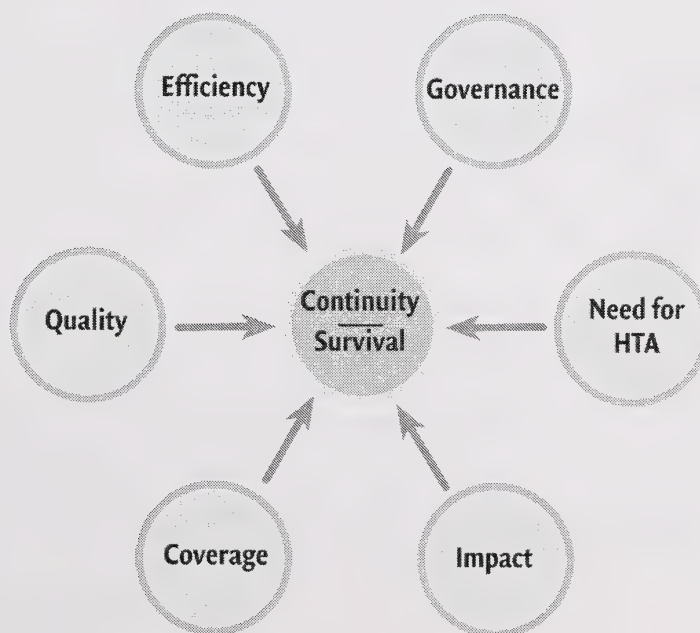 Efficiency
Governance
Quality
Continuity
Survival
Need for
HTA
Coverage
Impact